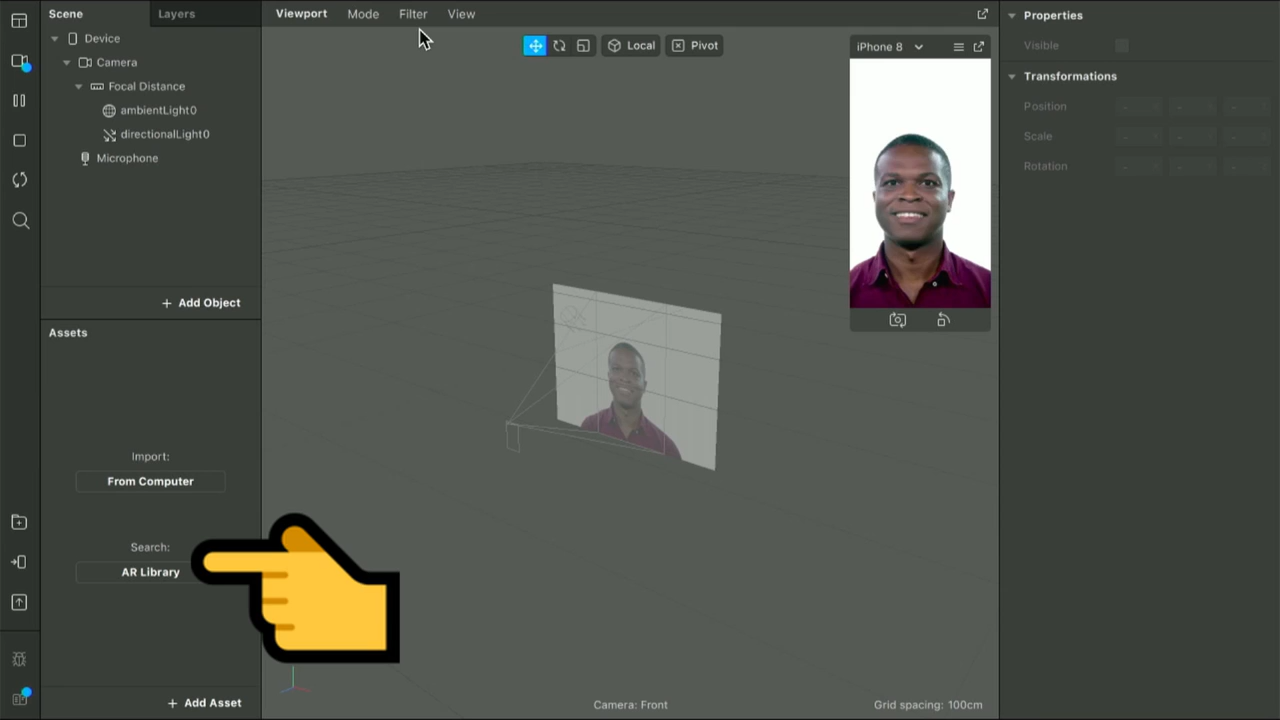 Scene
Layers
Viewport
Mode
Filter
View
Properties
Device
Local
Pivot
iPhone 8
Visible
Camera
Transformations
Focal Distance
ambientLight0
Position
directionalLight0
Scale
Microphone
Rotation
+ Add Object
Assets
Import:
From Computer
Search:
AR Library
+ Add Asset
Camera: Front
Grid spacing: 100cm